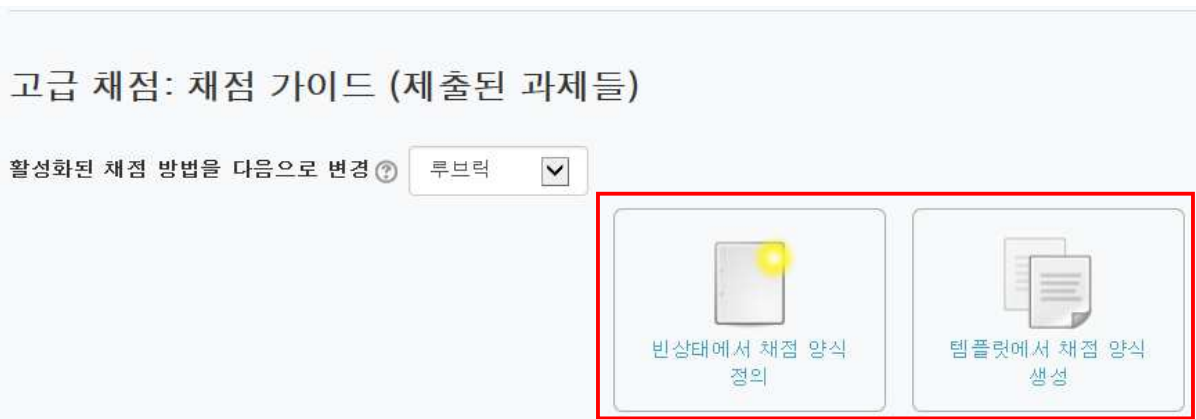 고급 채점: 채점 가이드 (제출된 과제들)
활성화된 채점 방법을 다음으로 변경 ? 루브릭
빈상태에서 채점 양식
정의
템플릿에서 채점 양식
생성